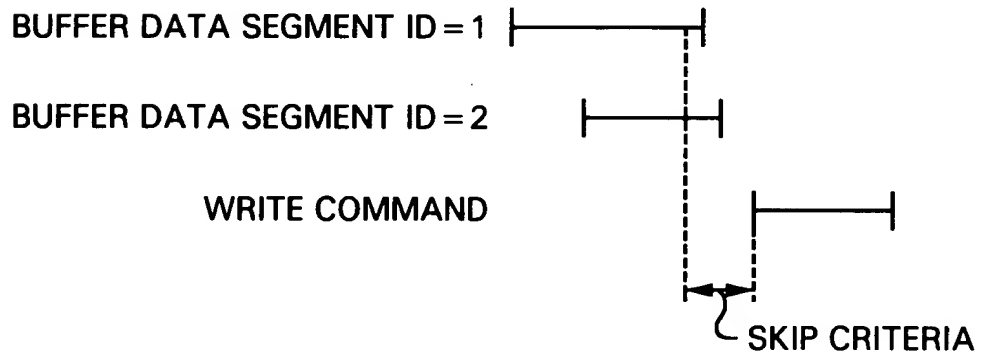 BUFFER DATA SEGMENT ID=1
BUFFER DATA SEGMENT ID=2
WRITE COMMAND
SKIP CRITERIA